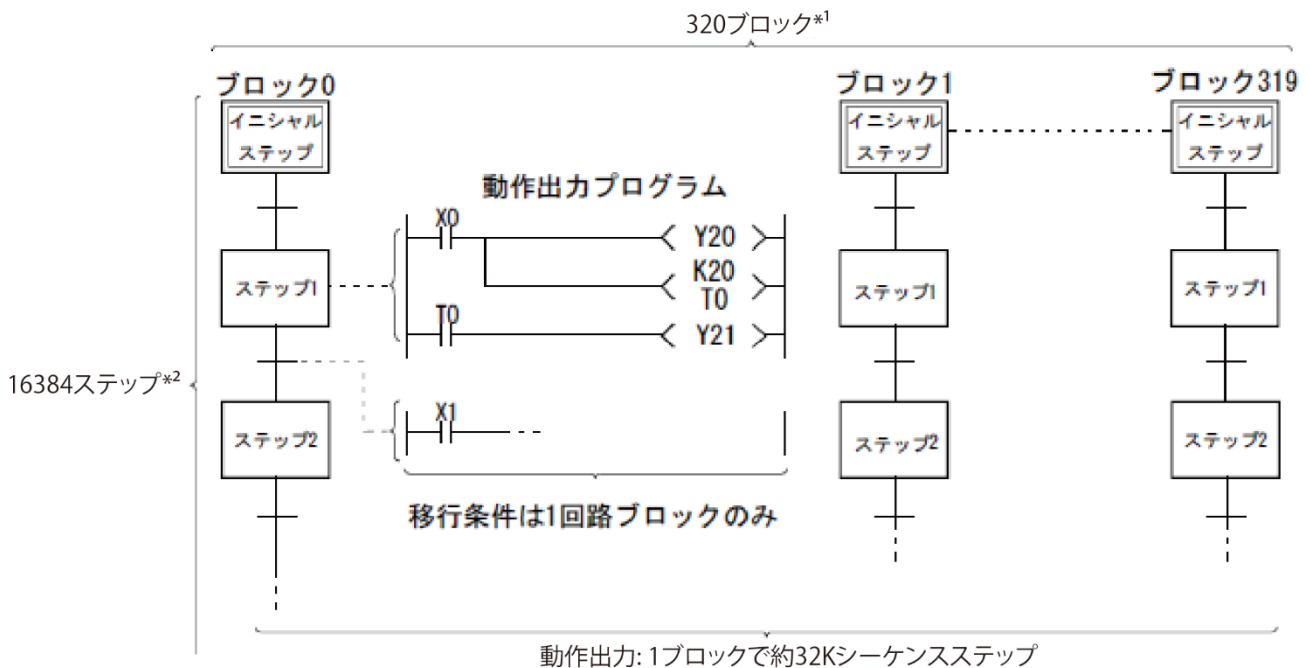 320ブロック*1
ブロック0
ブロック1
ブロック319
イニシャル
ステップ
イニシャル
ステップ
イニシャル
ステップ
動作出力プログラム
X0
Y20
ステップ1
K20
T0
ステップ1
ステップ1
T0
Y21
16384ステップ*2
X1
ステップ2
ステップ2
ステップ2
移行条件は1回路ブロックのみ
動作出力: 1ブロックで約32Kシーケンスステップ